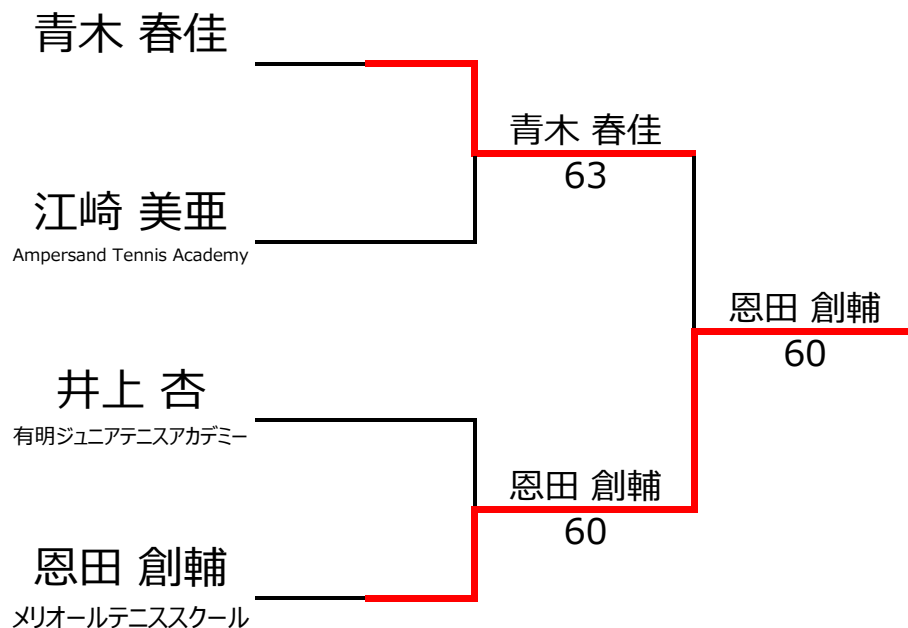 青木 春佳
江崎 美亜
Ampersand Tennis Academy
井上 杏
有明ジュニアテニスアカデミー
恩田 創輔
メリオールテニススクール
青木 春佳
63
恩田 創輔
60
恩田 創輔
60